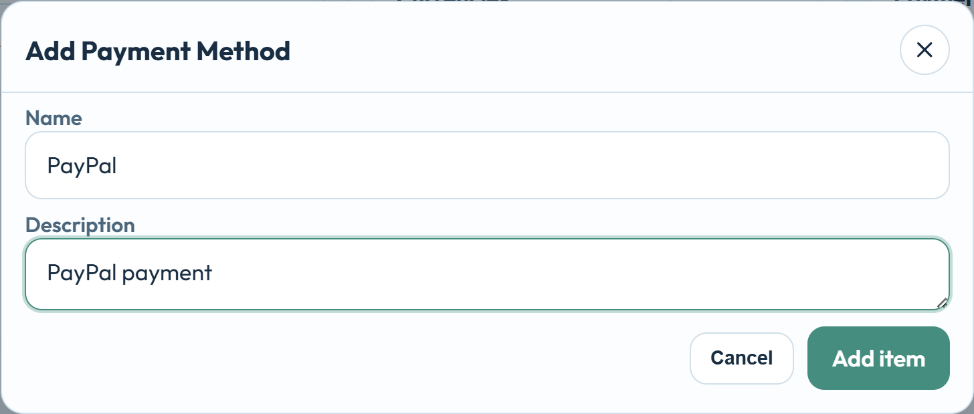 Add Payment Method
Name
PayPal
Description
PayPal payment
Cancel
Add item